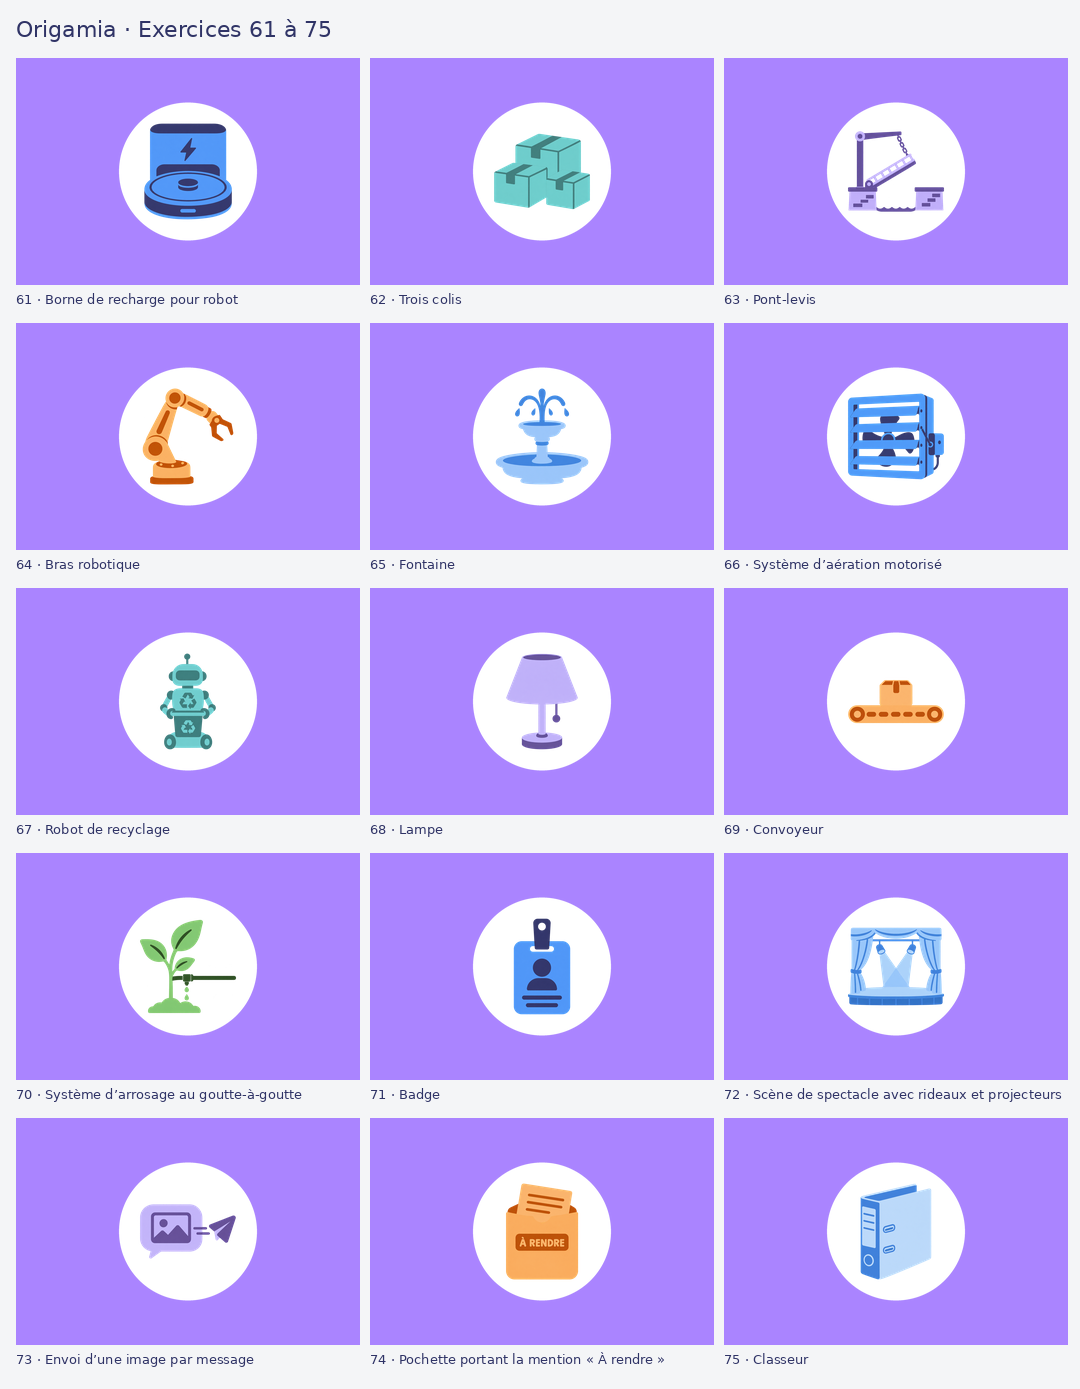 Origamia · Exercices 61 à 75
61 · Borne de recharge pour robot
62 · Trois colis
63 · Pont-levis
64 · Bras robotique
65 · Fontaine
66 · Système d’aération motorisé
67 · Robot de recyclage
68 · Lampe
69 · Convoyeur
70 · Système d’arrosage au goutte-à-goutte
71 · Badge
72 · Scène de spectacle avec rideaux et projecteurs
À RENDRE
73 · Envoi d’une image par message
74 · Pochette portant la mention « À rendre »
75 · Classeur